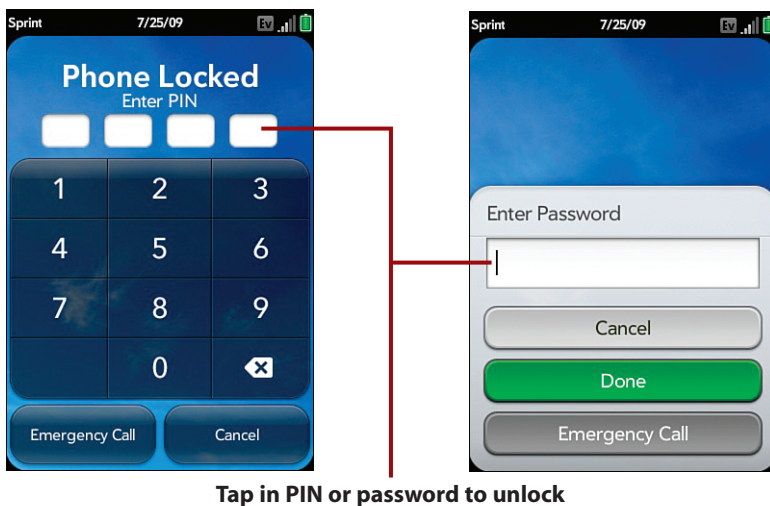 Sprint 7/25/09 Ev
Phone Locked
Enter PIN
1 2 3
4 5 6
7 8 9
0
Emergency Call Cancel
Sprint 7/25/09 Ev
Enter Password
Cancel
Done
Emergency Call
Tap in PIN or password to unlock